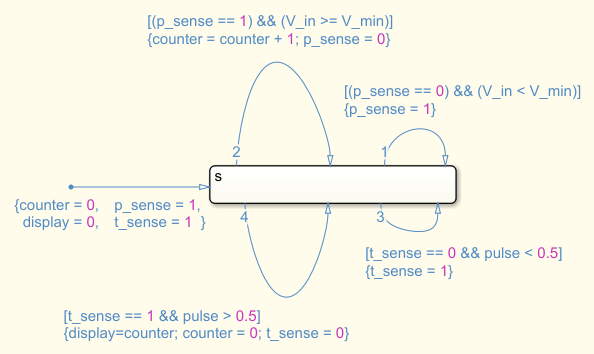 [(p_sense == 1) && (V_in >= V_min)]
{counter = counter + 1; p_sense = 0}
[(p_sense == 0) && (V_in < V_min)]
{p_sense = 1}
2
1
s
{counter = 0, p_sense = 1,
display = 0, t_sense = 1 }
4
3
[t_sense == 0 && pulse < 0.5]
{t_sense = 1}
[t_sense == 1 && pulse > 0.5]
{display=counter; counter = 0; t_sense = 0}